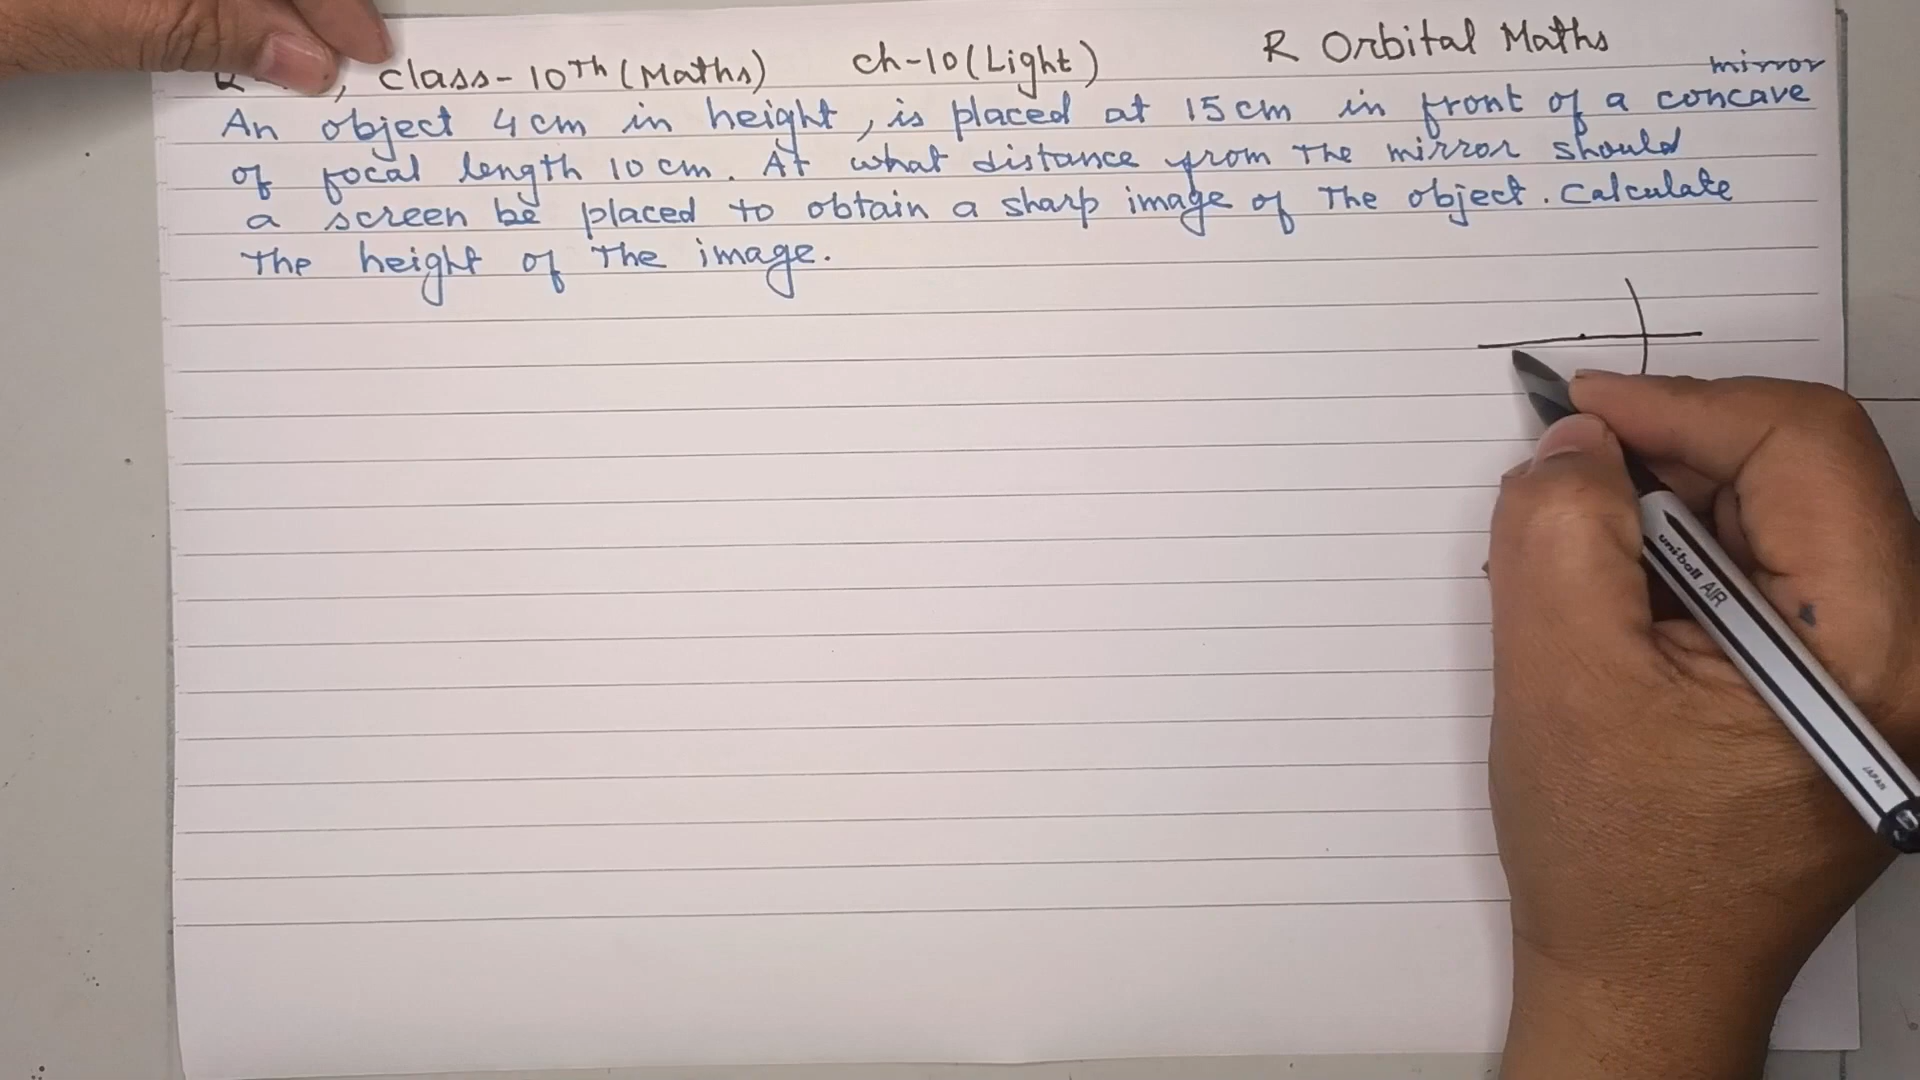 , Class-10Th (Maths) Ch-10 (Light) R Orbital Maths
mirror
An object 4 cm in height, is placed at 15 cm in front of a concave
of focal length 10 cm. At what distance from The mirror should
a screen be placed to obtain a sharp image of The object. Calculate
The height of The image.
uniball AIR
JAPAN